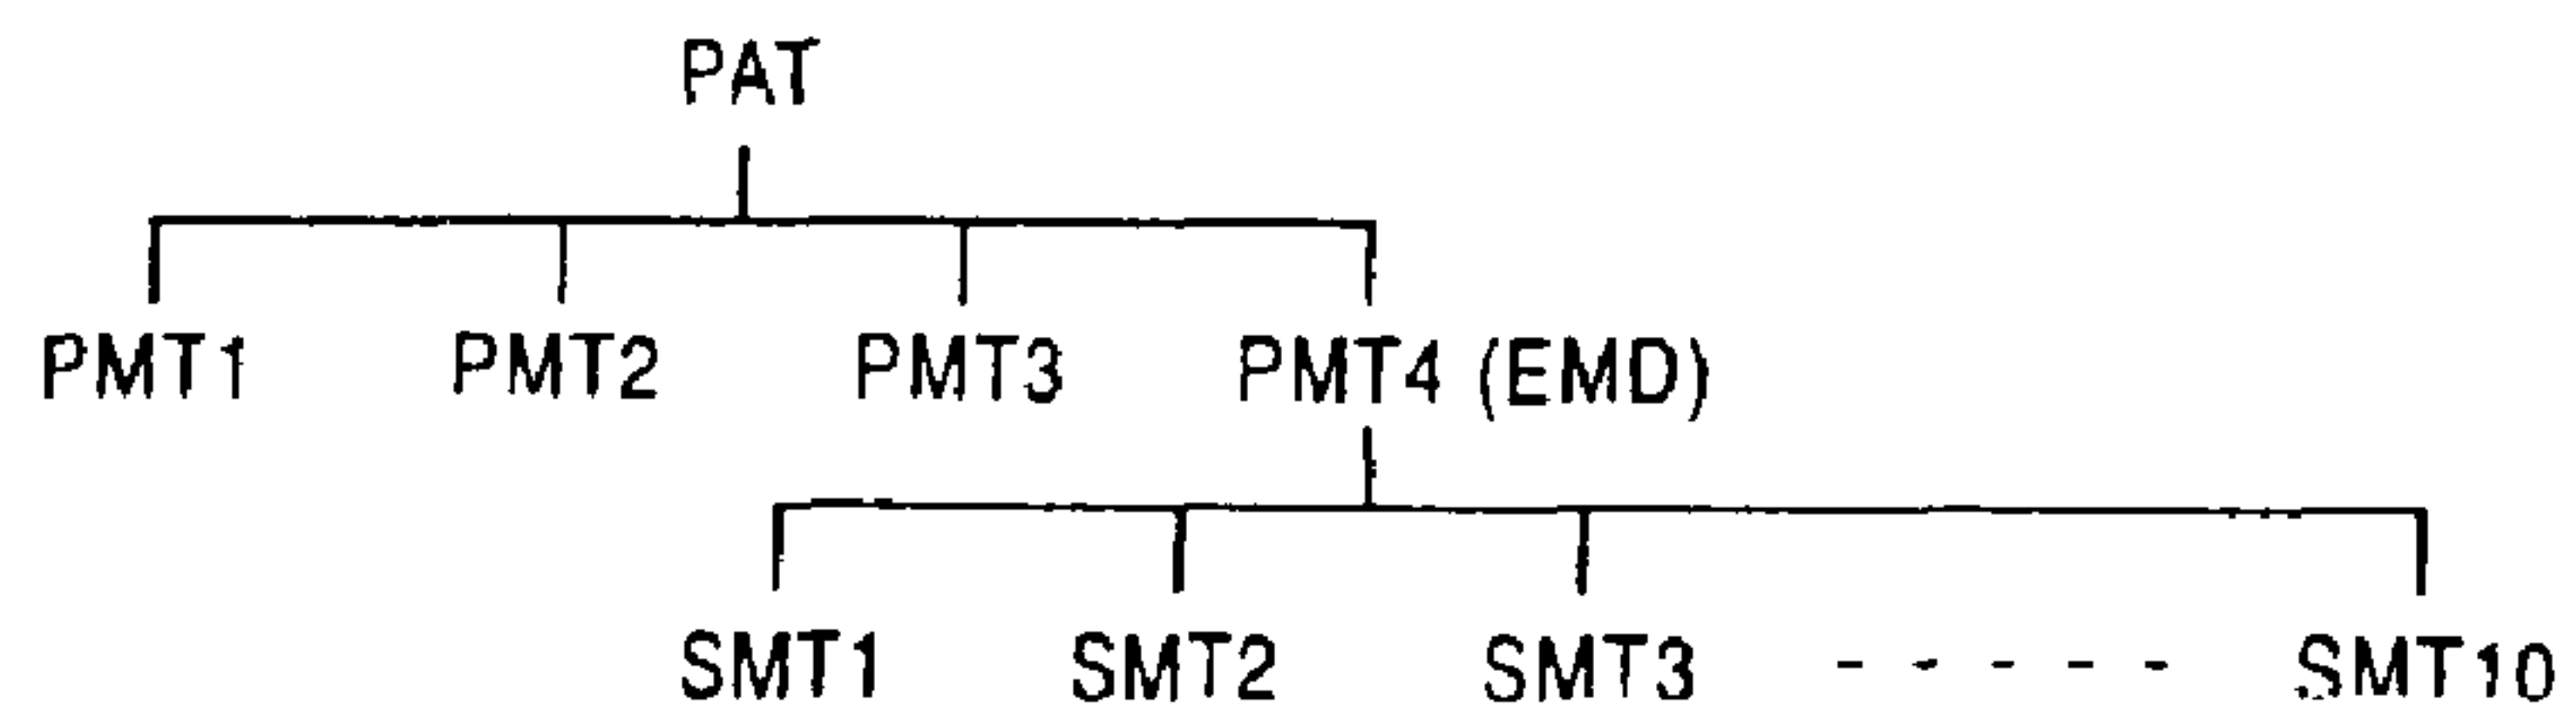 PAT
PMT1 PMT2 PMT3 PMT4 (EMD)
SMT1 SMT2 SMT3 - - - - - SMT10